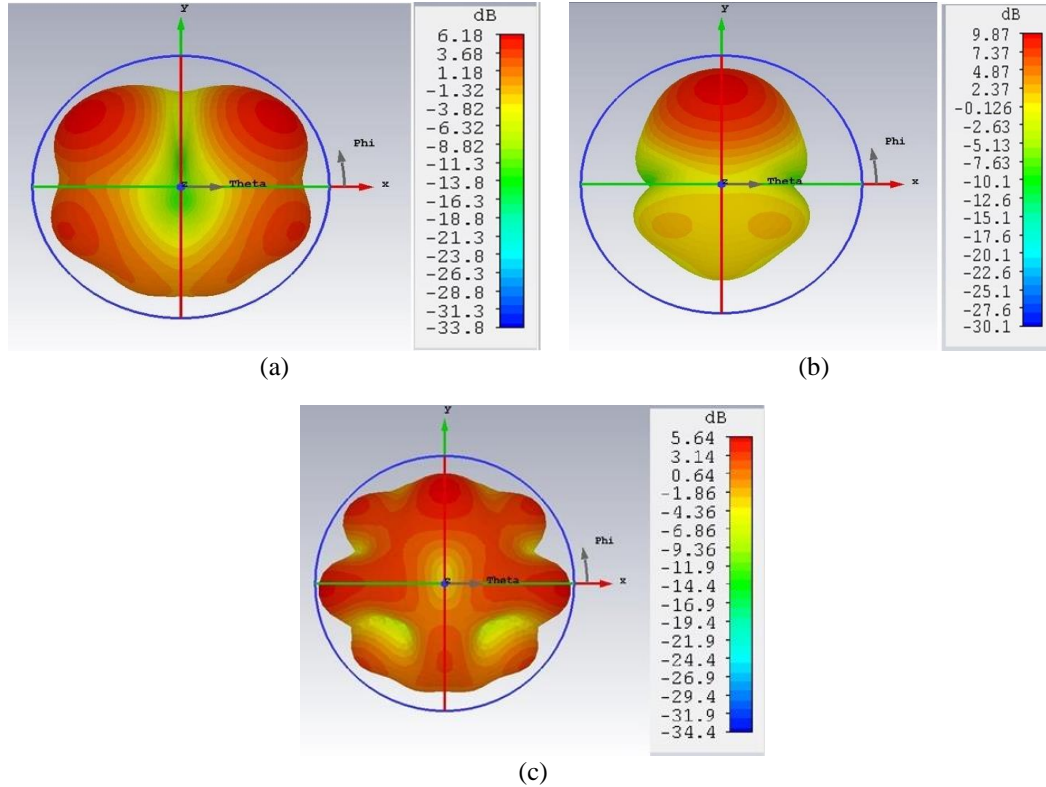 y
x
z
Phi
Theta
dB
6.18
3.68
1.18
-1.32
-3.82
-6.32
-8.82
-11.3
-13.8
-16.3
-18.8
-21.3
-23.8
-26.3
-28.8
-31.3
-33.8
(a)
y
x
z
Phi
Theta
dB
9.87
7.37
4.87
2.37
-0.126
-2.63
-5.13
-7.63
-10.1
-12.6
-15.1
-17.6
-20.1
-22.6
-25.1
-27.6
-30.1
(b)
y
x
z
Phi
Theta
dB
5.64
3.14
0.64
-1.86
-4.36
-6.86
-9.36
-11.9
-14.4
-16.9
-19.4
-21.9
-24.4
-26.9
-29.4
-31.9
-34.4
(c)